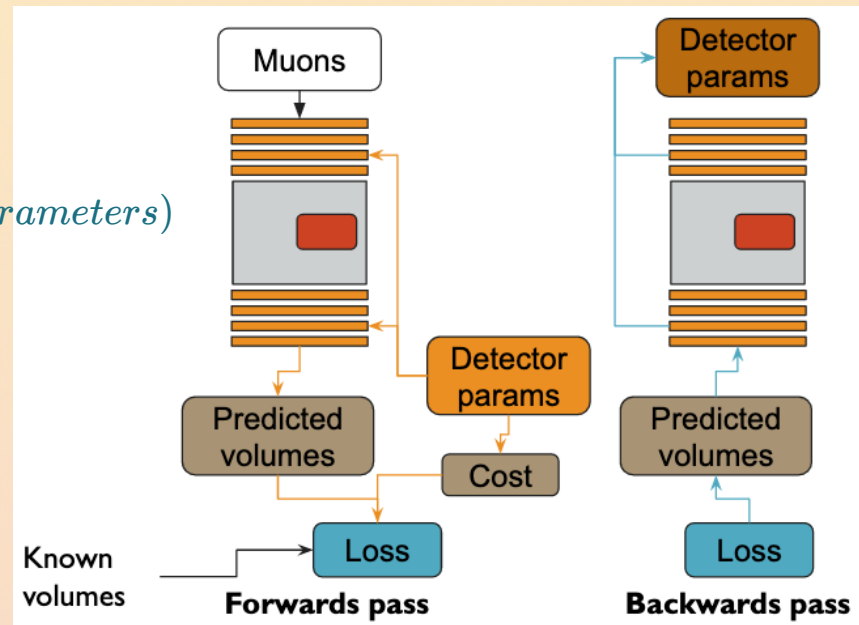 Muons
rameters)
Detector
params
Predicted
volumes
Cost
Known
volumes
Loss
Forwards pass
Detector
params
Predicted
volumes
Loss
Backwards pass